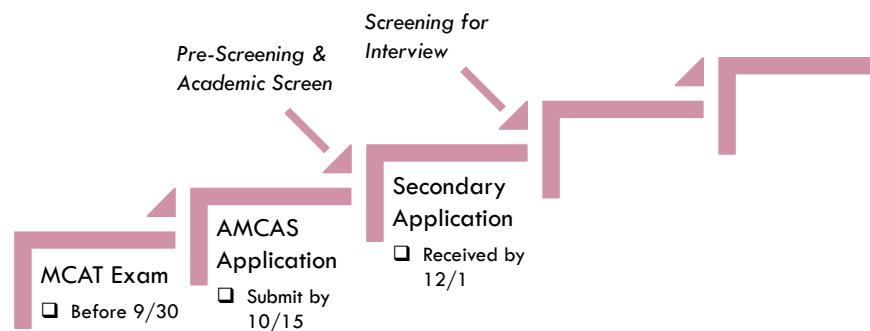 Screening for
Interview
Pre-Screening &
Academic Screen
Secondary
Application
❑ Received by
12/1
AMCAS
Application
❑ Submit by
10/15
MCAT Exam
❑ Before 9/30